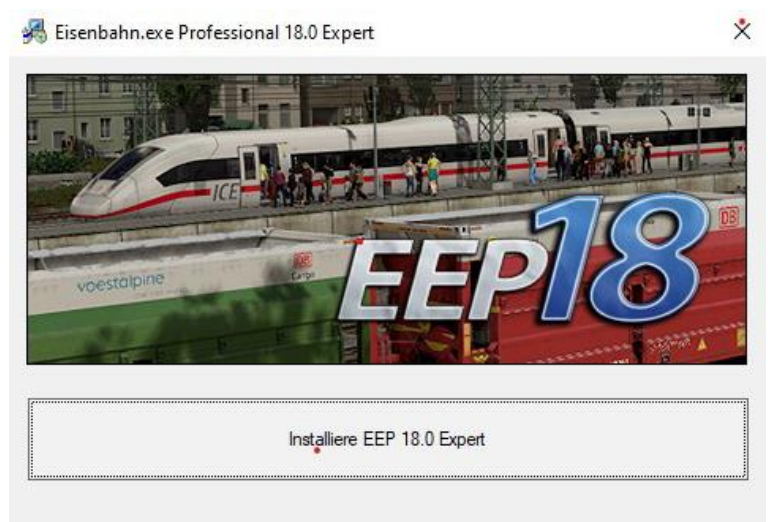 Eisenbahn.exe Professional 18.0 Expert
ICE
DB
voestalpine
DB
Cargo
EEP18
Installiere EEP 18.0 Expert